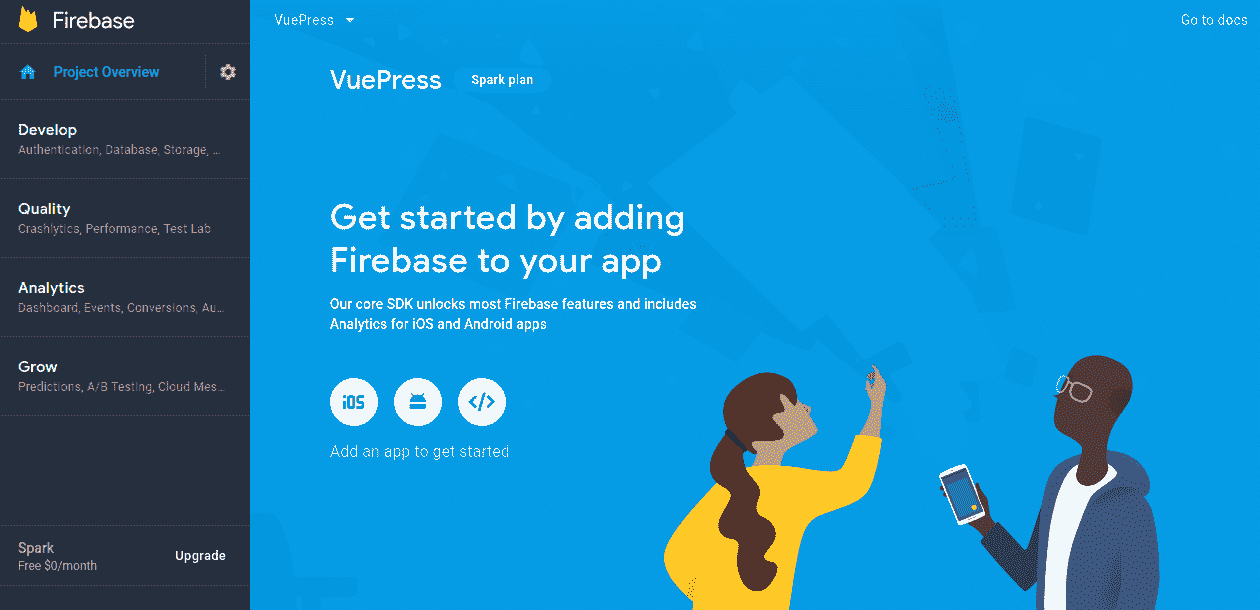 Firebase
Project Overview
Develop
Authentication, Database, Storage, ...
Quality
Crashlytics, Performance, Test Lab
Analytics
Dashboard, Events, Conversions, Au...
Grow
Predictions, A/B Testing, Cloud Mes...
Spark
Free $0/month
Upgrade
VuePress
Go to docs
VuePress
Spark plan
Get started by adding
Firebase to your app
Our core SDK unlocks most Firebase features and includes
Analytics for iOS and Android apps
iOS
</>
Add an app to get started